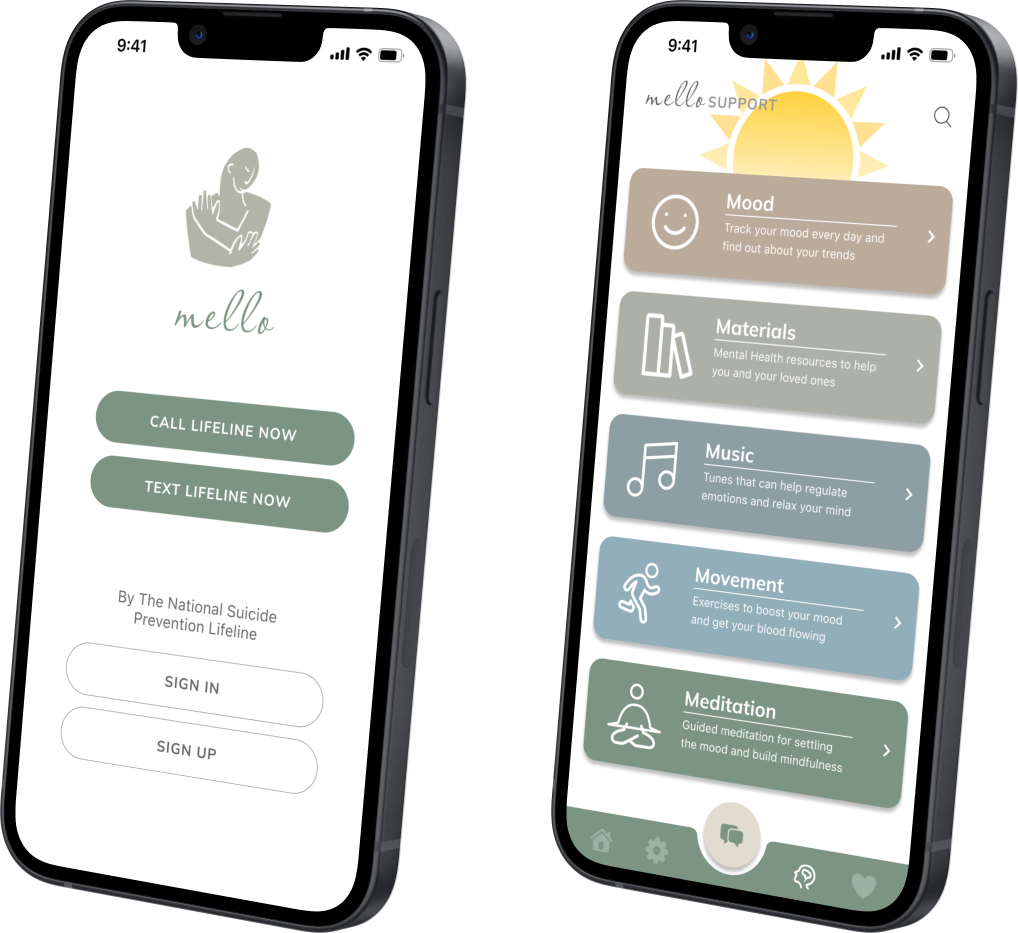 9:41
mello
CALL LIFELINE NOW
TEXT LIFELINE NOW
By The National Suicide
Prevention Lifeline
SIGN IN
SIGN UP
9:41
mello SUPPORT
Mood
Track your mood every day and
find out about your trends
Materials
Mental Health resources to help
you and your loved ones
Music
Tunes that can help regulate
emotions and relax your mind
Movement
Exercises to boost your mood
and get your blood flowing
Meditation
Guided meditation for settling
the mood and build mindfulness